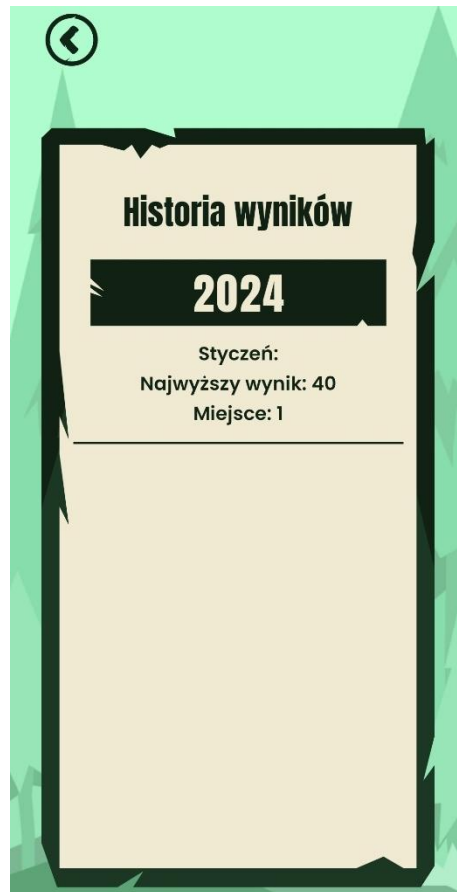 Historia wyników
2024
Styczeń:
Najwyższy wynik: 40
Miejsce: 1